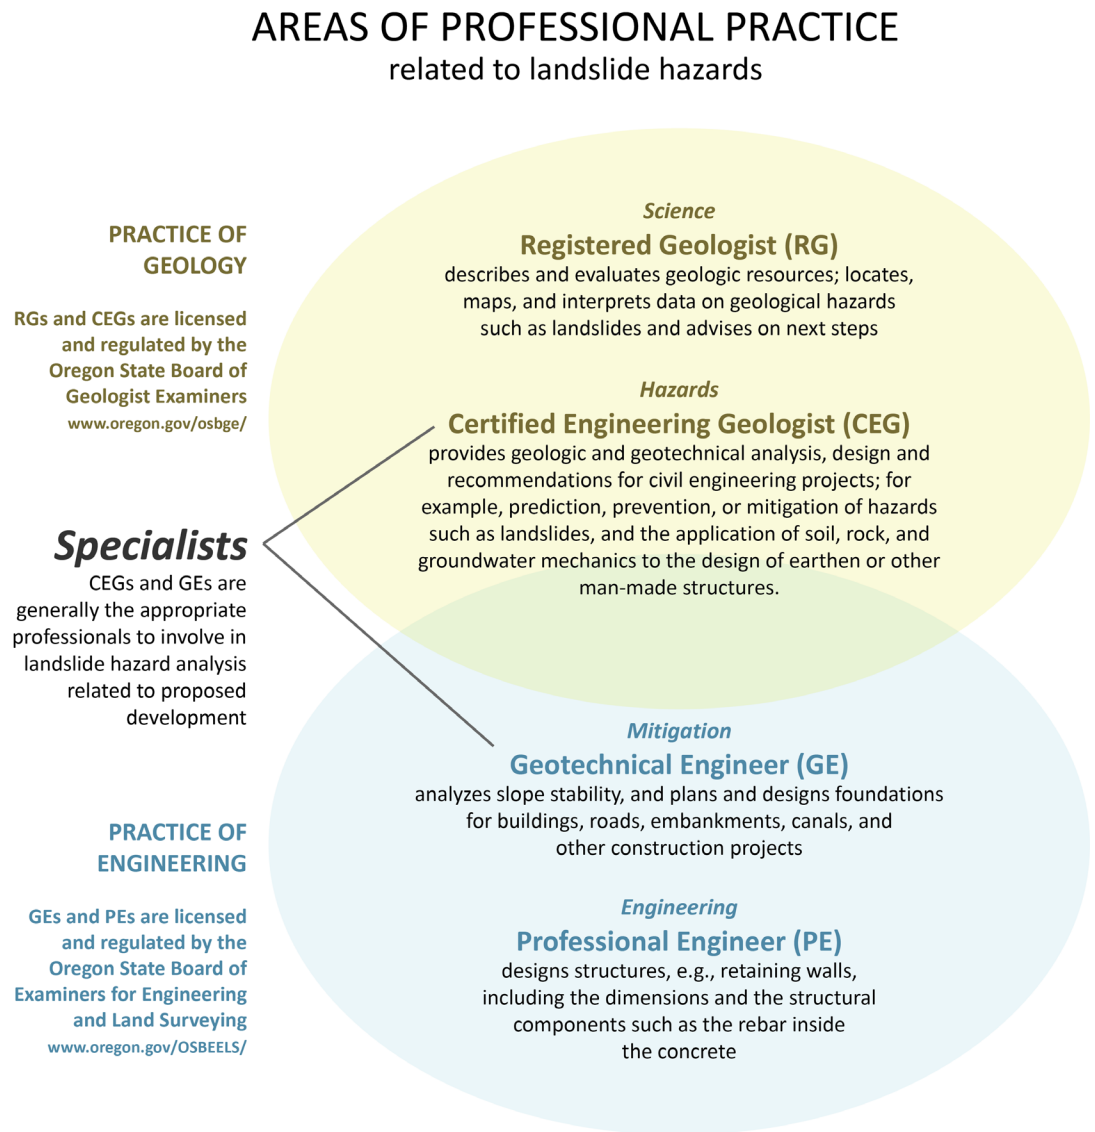 AREAS OF PROFESSIONAL PRACTICE
related to landslide hazards
PRACTICE OF
GEOLOGY
RGs and CEGs are licensed
and regulated by the
Oregon State Board of
Geologist Examiners
www.oregon.gov/osbge/
Science
Registered Geologist (RG)
describes and evaluates geologic resources; locates,
maps, and interprets data on geological hazards
such as landslides and advises on next steps
Hazards
Certified Engineering Geologist (CEG)
provides geologic and geotechnical analysis, design and
recommendations for civil engineering projects; for
example, prediction, prevention, or mitigation of hazards
such as landslides, and the application of soil, rock, and
groundwater mechanics to the design of earthen or other
man-made structures.
Specialists
CEGs and GEs are
generally the appropriate
professionals to involve in
landslide hazard analysis
related to proposed
development
Mitigation
Geotechnical Engineer (GE)
analyzes slope stability, and plans and designs foundations
for buildings, roads, embankments, canals, and
other construction projects
PRACTICE OF
ENGINEERING
GEs and PEs are licensed
and regulated by the
Oregon State Board of
Examiners for Engineering
and Land Surveying
www.oregon.gov/OSBEELS/
Engineering
Professional Engineer (PE)
designs structures, e.g., retaining walls,
including the dimensions and the structural
components such as the rebar inside
the concrete